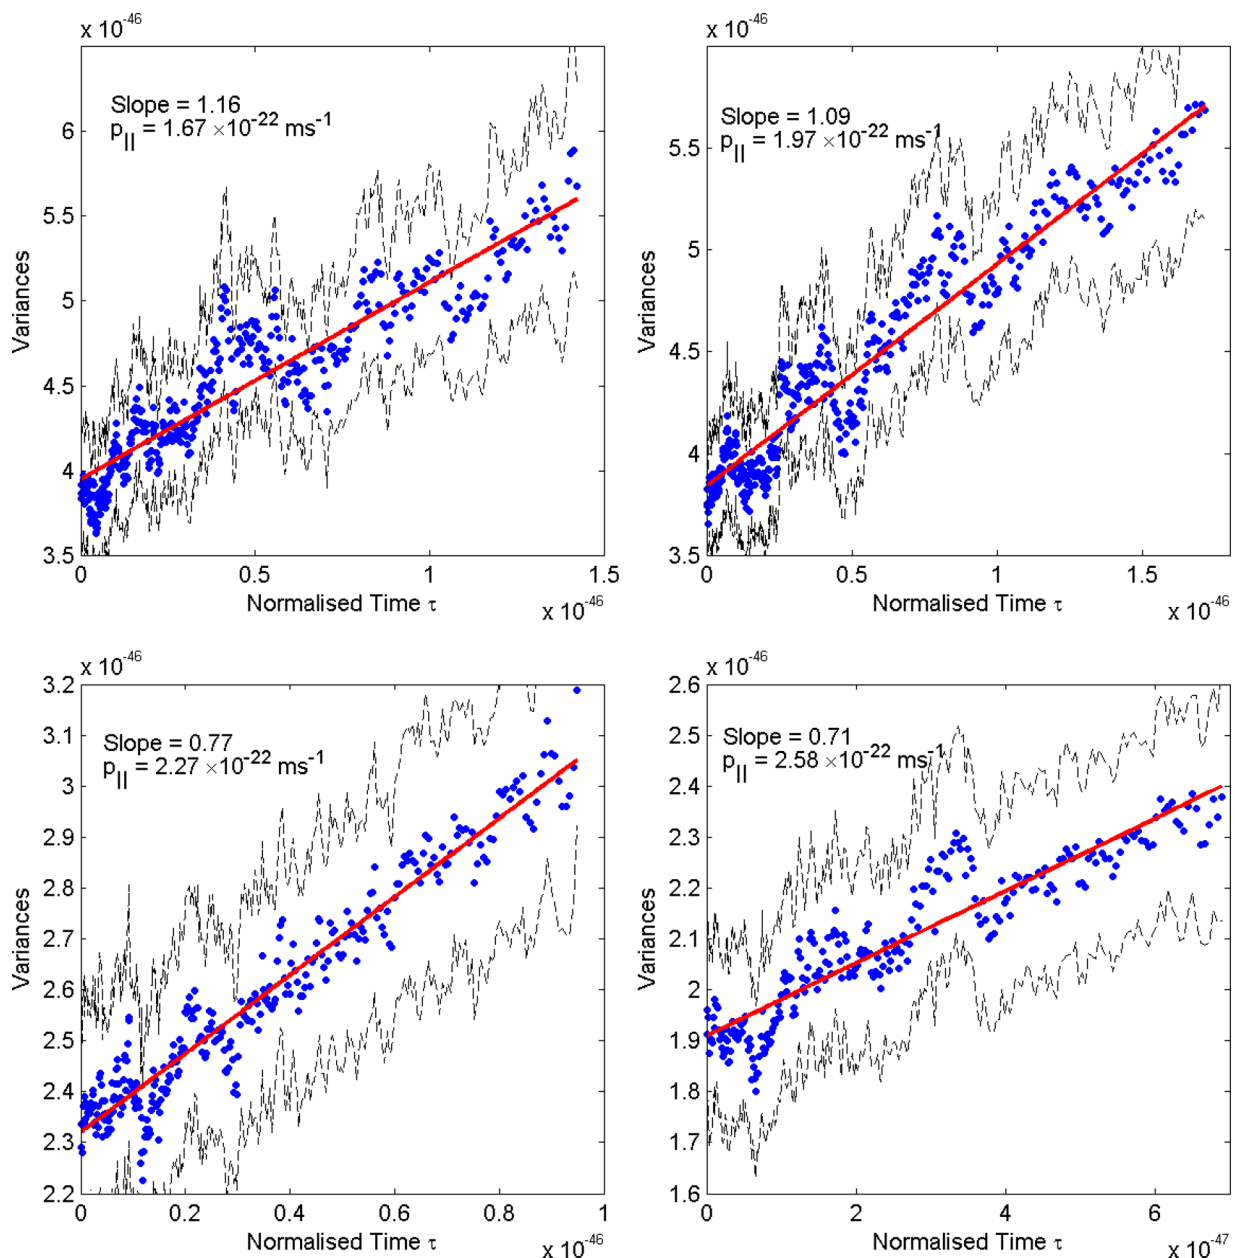 x 10-46
Slope = 1.16
p|| = 1.67 ×10-22 ms-1
Variances
6
5.5
5
4.5
4
3.5
0 0.5 1 1.5
Normalised Time τ
x 10-46
x 10-46
Slope = 1.09
p|| = 1.97 ×10-22 ms-1
Variances
5.5
5
4.5
4
3.5
0 0.5 1 1.5
Normalised Time τ
x 10-46
x 10-46
Slope = 0.77
p|| = 2.27 ×10-22 ms-1
Variances
3.2
3.1
3
2.9
2.8
2.7
2.6
2.5
2.4
2.3
2.2
0 0.2 0.4 0.6 0.8 1
Normalised Time τ
x 10-46
x 10-46
Slope = 0.71
p|| = 2.58 ×10-22 ms-1
Variances
2.6
2.5
2.4
2.3
2.2
2.1
2
1.9
1.8
1.7
1.6
0 2 4 6
Normalised Time τ
x 10-47